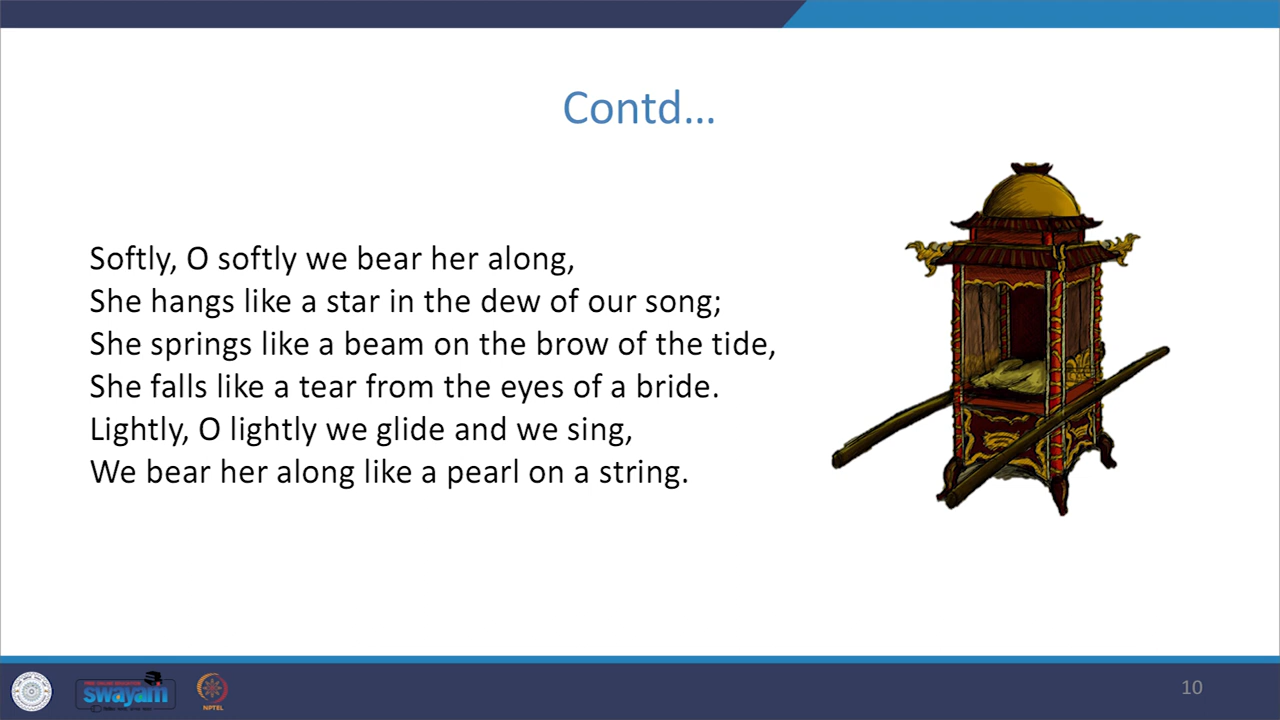 Contd...
Softly, O softly we bear her along,
She hangs like a star in the dew of our song;
She springs like a beam on the brow of the tide,
She falls like a tear from the eyes of a bride.
Lightly, O lightly we glide and we sing,
We bear her along like a pearl on a string.
swayam
NPTEL
10